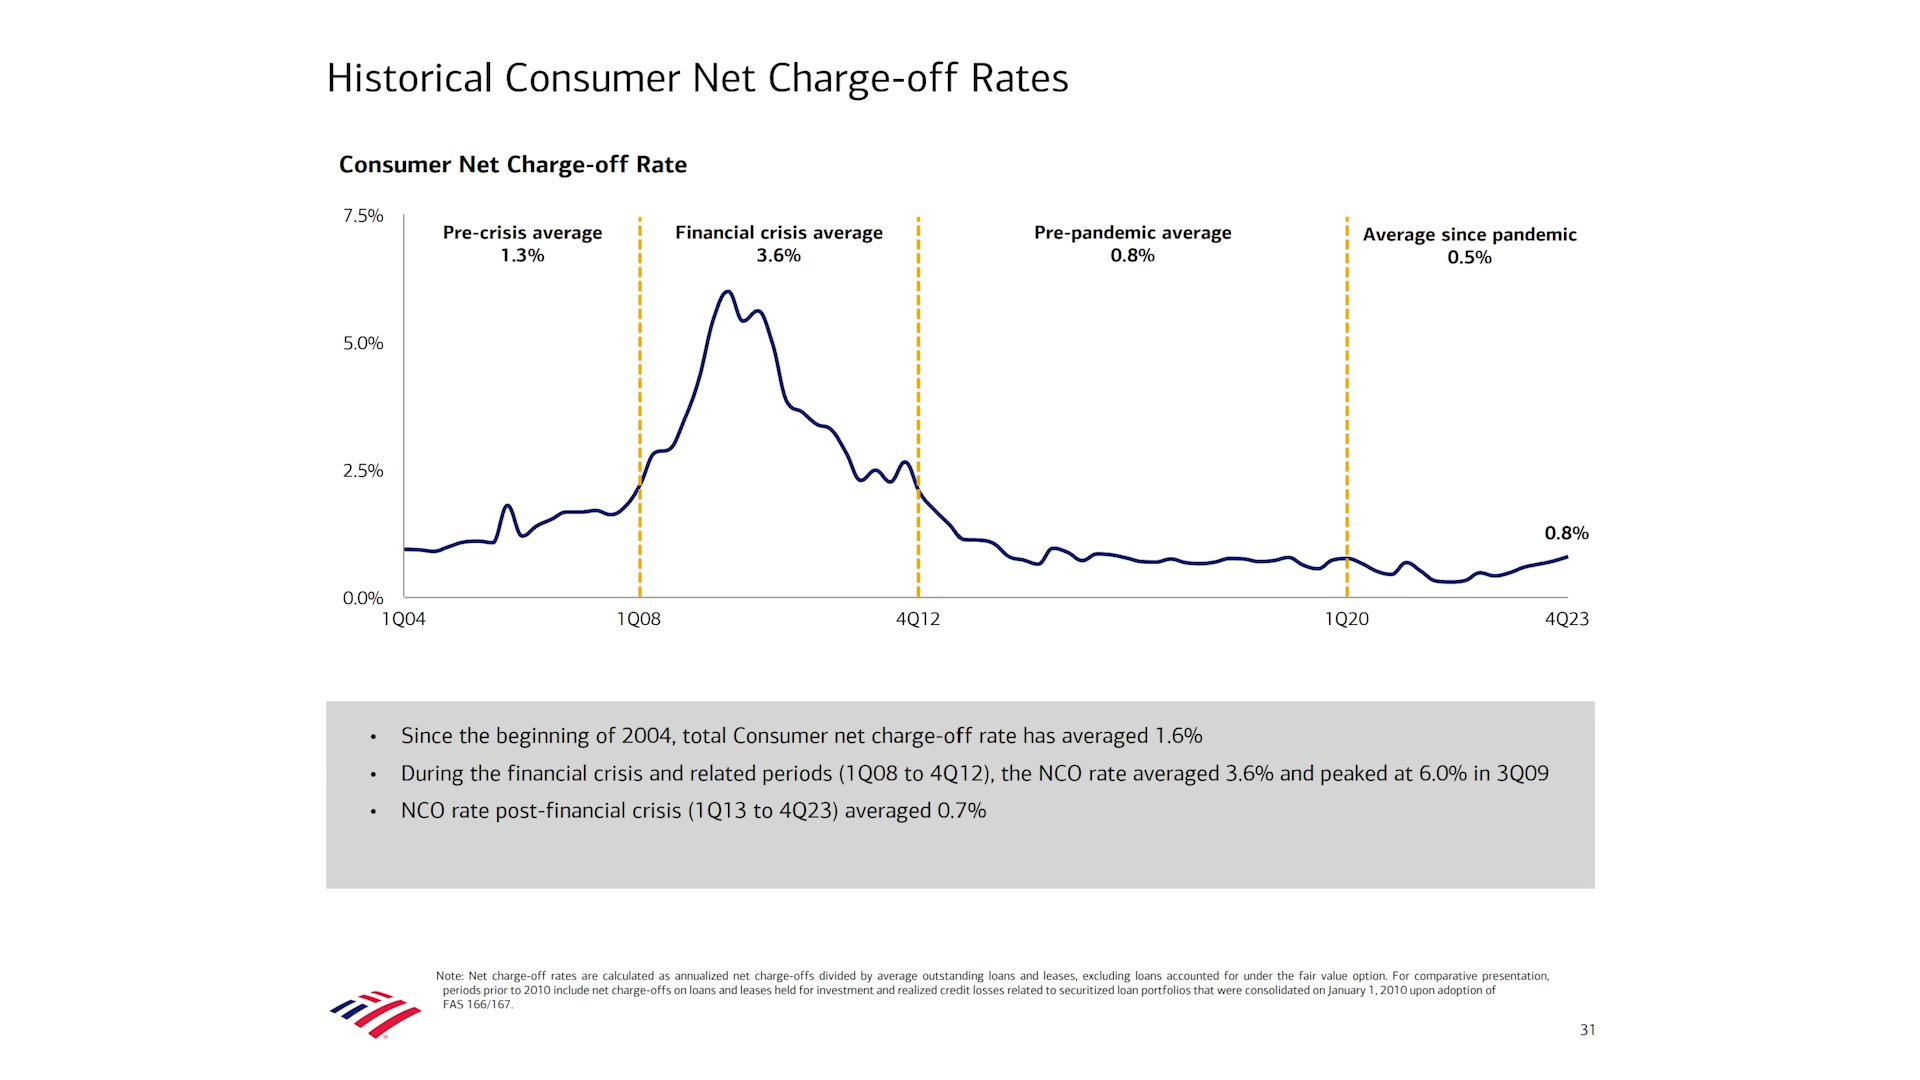 Historical Consumer Net Charge-off Rates
Consumer Net Charge-off Rate
7.5%
5.0%
2.5%
0.0%
Pre-crisis average
1.3%
Financial crisis average
3.6%
Pre-pandemic average
0.8%
Average since pandemic
0.5%
0.8%
1Q04
1Q08
4Q12
1Q20
4Q23
• Since the beginning of 2004, total Consumer net charge-off rate has averaged 1.6%
• During the financial crisis and related periods (1Q08 to 4Q12), the NCO rate averaged 3.6% and peaked at 6.0% in 3Q09
• NCO rate post-financial crisis (1Q13 to 4Q23) averaged 0.7%
Note: Net charge-off rates are calculated as annualized net charge-offs divided by average outstanding loans and leases, excluding loans accounted for under the fair value option. For comparative presentation,
periods prior to 2010 include net charge-offs on loans and leases held for investment and realized credit losses related to securitized loan portfolios that were consolidated on January 1, 2010 upon adoption of
FAS 166/167.
31